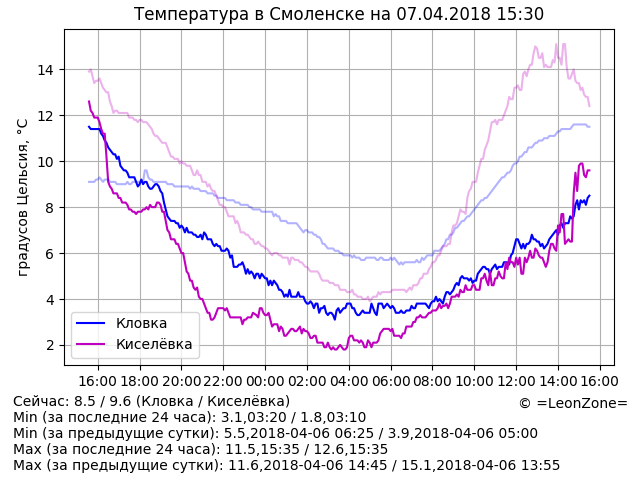 Температура в Смоленске на 07.04.2018 15:30
градусов Цельсия, °C
14
12
10
8
6
4
2
Кловка
Киселёвка
16:00 18:00 20:00 22:00 00:00 02:00 04:00 06:00 08:00 10:00 12:00 14:00 16:00
Сейчас: 8.5 / 9.6 (Кловка / Киселёвка)
© =LeonZone=
Min (за последние 24 часа): 3.1,03:20 / 1.8,03:10
Min (за предыдущие сутки): 5.5,2018-04-06 06:25 / 3.9,2018-04-06 05:00
Max (за последние 24 часа): 11.5,15:35 / 12.6,15:35
Max (за предыдущие сутки): 11.6,2018-04-06 14:45 / 15.1,2018-04-06 13:55